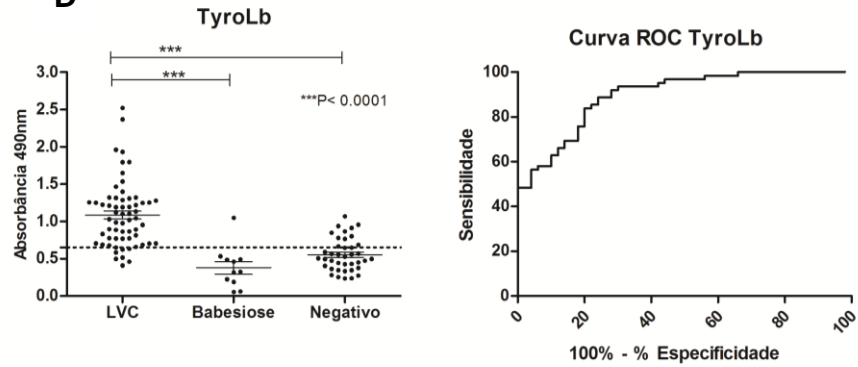 D
TyroLb
***
***
***P< 0.0001
Absorbância 490nm
3.0
2.5
2.0
1.5
1.0
0.5
0.0
LVC Babesiose Negativo
Curva ROC TyroLb
Sensibilidade
100
80
60
40
20
0
0 20 40 60 80 100
100% - % Especificidade